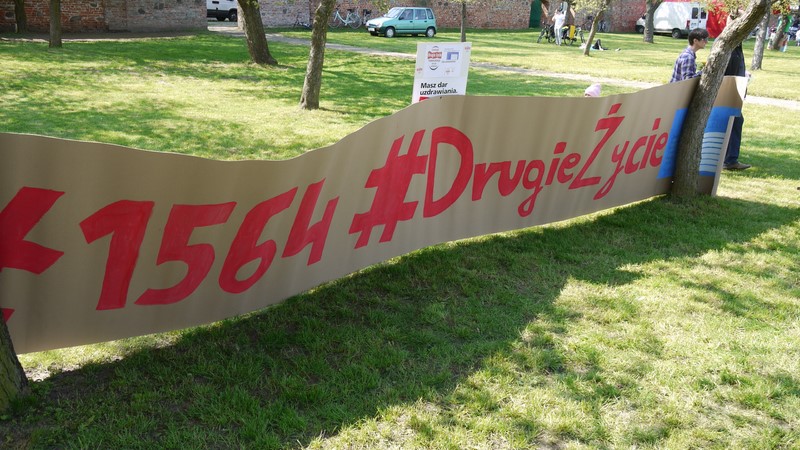 Masz dar
uzdrawiania.
1564 #DrugieŻycie